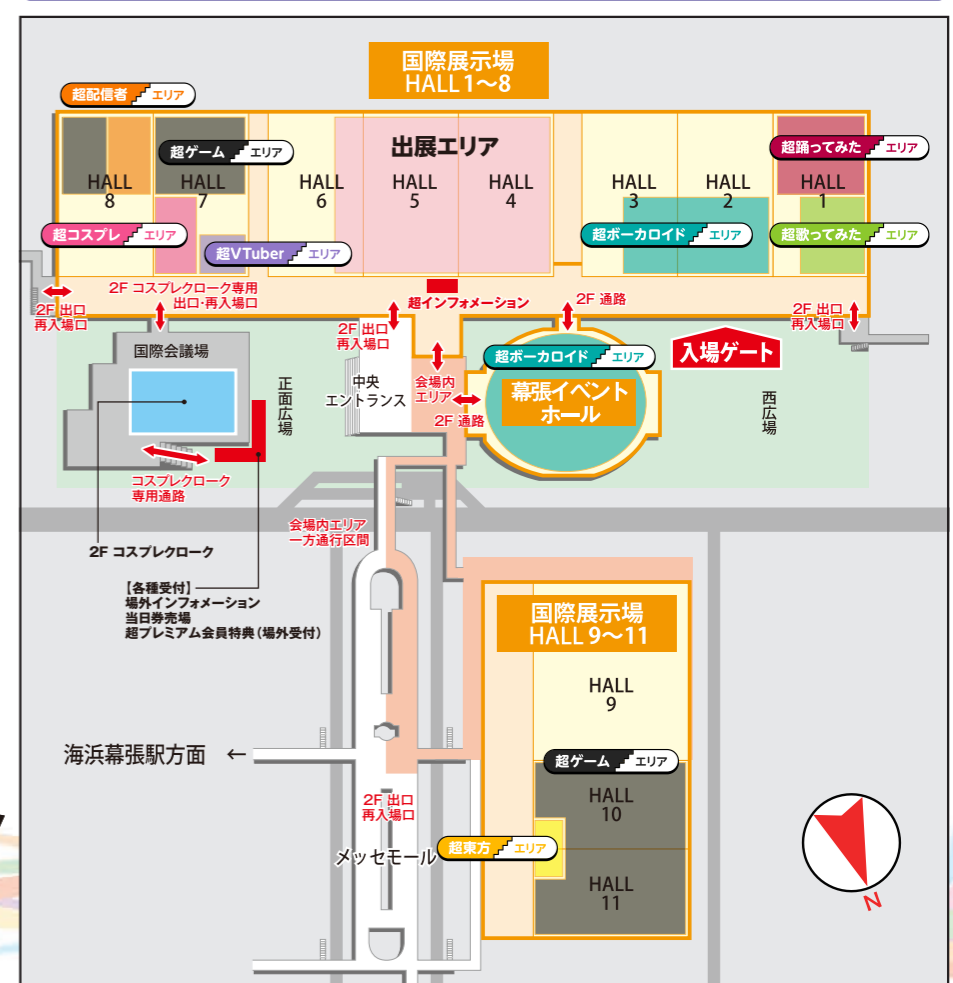 国際展示場
HALL 1～8
超配信者 エリア
超ゲーム エリア
出展エリア
超踊ってみた エリア
HALL
8
HALL
7
HALL
6
HALL
5
HALL
4
HALL
3
HALL
2
HALL
1
超コスプレ エリア
超VTuber エリア
超ボーカロイド エリア
超歌ってみた エリア
2F コスプレクローク専用
出口・再入場口
超インフォメーション
2F 通路
2F 出口
再入場口
2F 出口
再入場口
2F 出口
再入場口
国際会議場
正面広場
中央
エントランス
会場内
エリア
2F 通路
超ボーカロイド エリア
幕張イベント
ホール
入場ゲート
西広場
コスプレクローク
専用通路
会場内エリア
一方通行区間
2F コスプレクローク
【各種受付】
場外インフォメーション
当日券売場
超プレミアム会員特典（場外受付）
国際展示場
HALL 9～11
HALL
9
海浜幕張駅方面 ←
超ゲーム エリア
HALL
10
2F 出口
再入場口
メッセモール
超東方 エリア
HALL
11
N